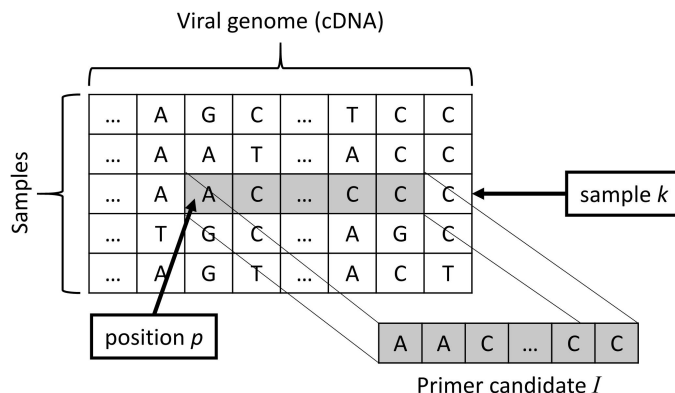 Viral genome (cDNA)
Samples
... A G C ... T C C
... A A T ... A C C
... A A C ... C C C
... T G C ... A G C
... A G T ... A C T
sample k
position p
A A C ... C C
Primer candidate I